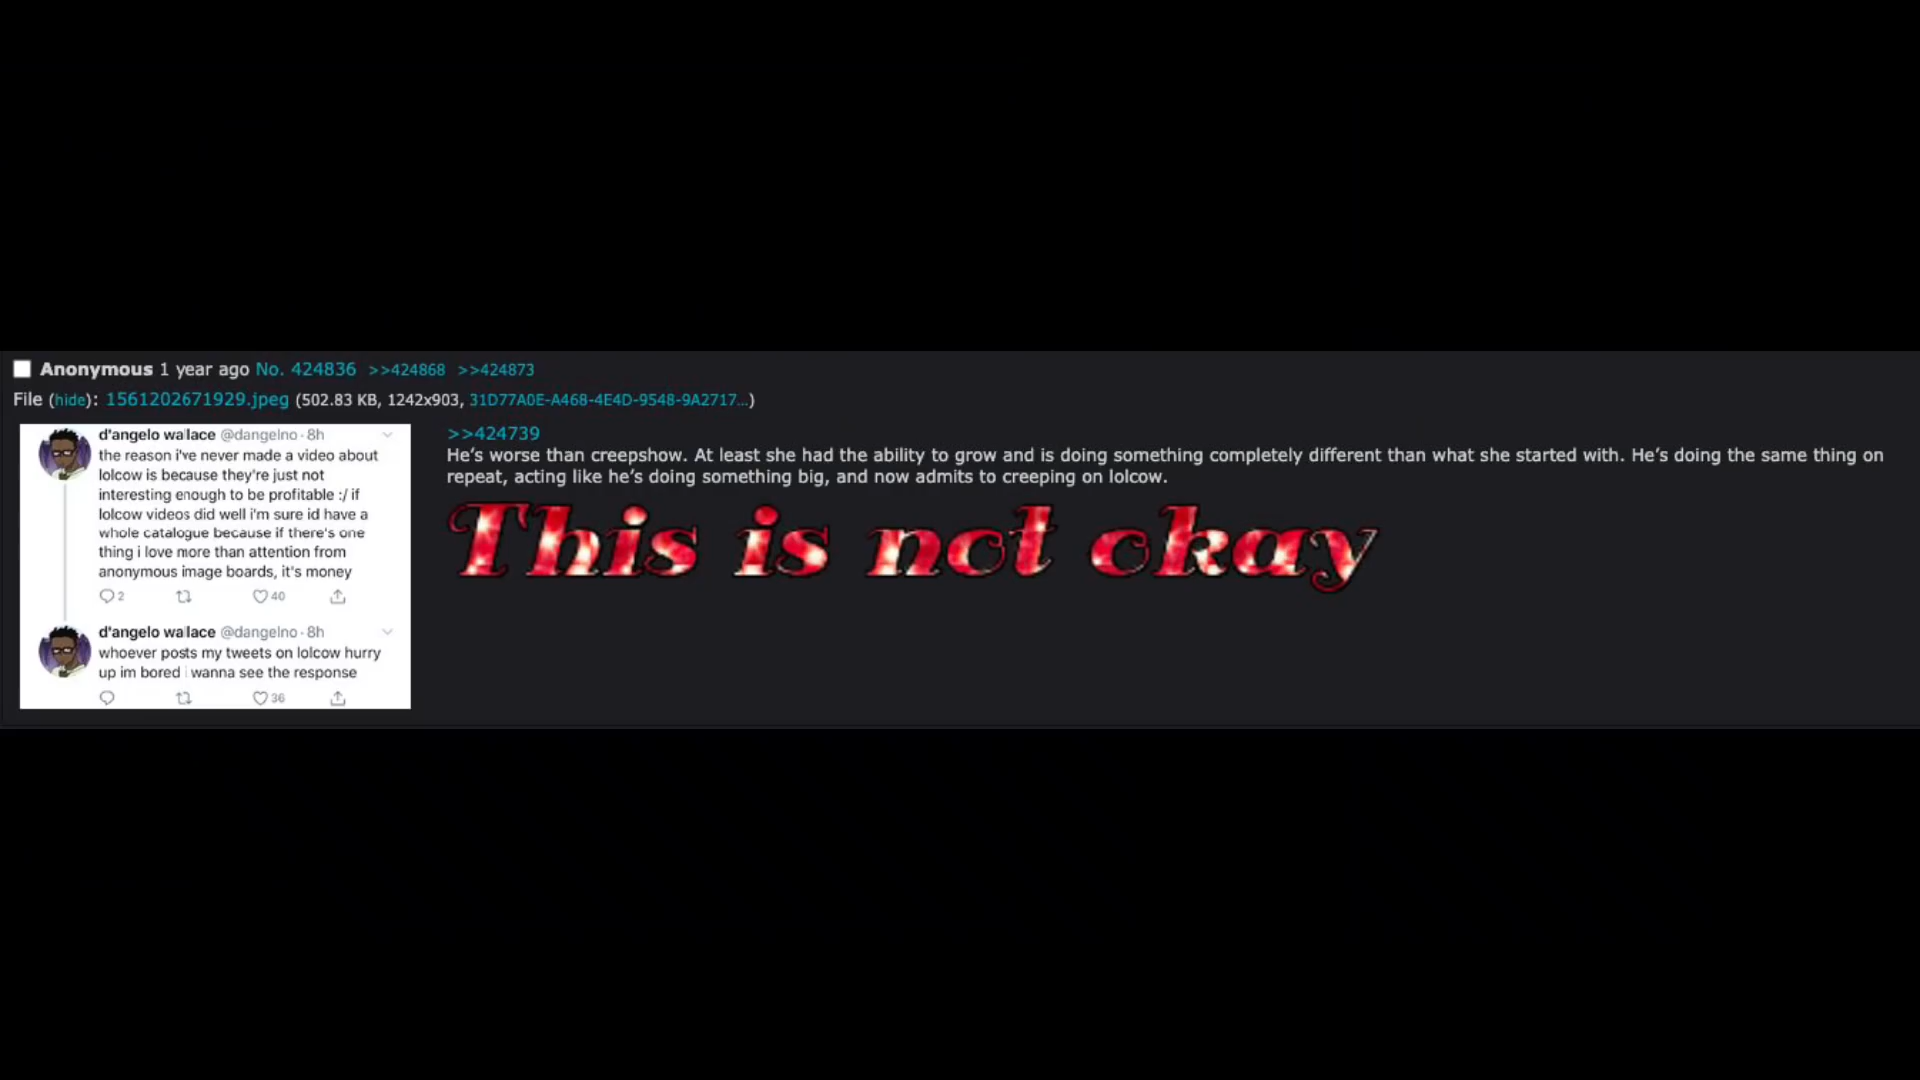 Anonymous 1 year ago No. 424836 >>424868 >>424873
File (hide): 1561202671929.jpeg (502.83 KB, 1242x903, 31D77A0E-A468-4E4D-9548-9A2717...)
d'angelo wallace @dangelno · 8h
the reason i've never made a video about
lolcow is because they're just not
interesting enough to be profitable :/ if
lolcow videos did well i'm sure id have a
whole catalogue because if there's one
thing i love more than attention from
anonymous image boards, it's money
2 40
d'angelo wallace @dangelno · 8h
whoever posts my tweets on lolcow hurry
up im bored i wanna see the response
36
>>424739
He’s worse than creepshow. At least she had the ability to grow and is doing something completely different than what she started with. He’s doing the same thing on
repeat, acting like he’s doing something big, and now admits to creeping on lolcow.
This is not okay